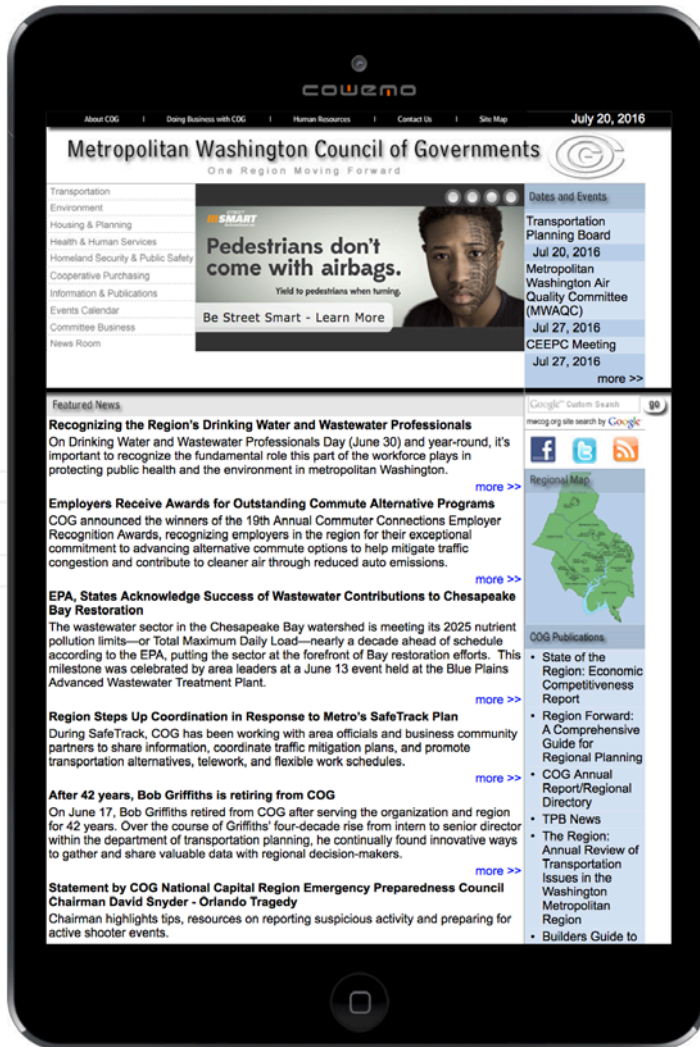 cowemo
About COG | Doing Business with COG | Human Resources | Contact Us | Site Map
July 20, 2016
Metropolitan Washington Council of Governments
One Region Moving Forward
Transportation
Environment
Housing & Planning
Health & Human Services
Homeland Security & Public Safety
Cooperative Purchasing
Information & Publications
Events Calendar
Committee Business
News Room
STREET
SMART
Pedestrians don't
come with airbags.
Yield to pedestrians when turning.
Be Street Smart - Learn More
Dates and Events
Transportation
Planning Board
Jul 20, 2016
Metropolitan
Washington Air
Quality Committee
(MWAQC)
Jul 27, 2016
CEEPC Meeting
Jul 27, 2016
more >>
Featured News
Recognizing the Region's Drinking Water and Wastewater Professionals
On Drinking Water and Wastewater Professionals Day (June 30) and year-round, it's
important to recognize the fundamental role this part of the workforce plays in
protecting public health and the environment in metropolitan Washington.
more >>
Employers Receive Awards for Outstanding Commute Alternative Programs
COG announced the winners of the 19th Annual Commuter Connections Employer
Recognition Awards, recognizing employers in the region for their exceptional
commitment to advancing alternative commute options to help mitigate traffic
congestion and contribute to cleaner air through reduced auto emissions.
more >>
EPA, States Acknowledge Success of Wastewater Contributions to Chesapeake
Bay Restoration
The wastewater sector in the Chesapeake Bay watershed is meeting its 2025 nutrient
pollution limits—or Total Maximum Daily Load—nearly a decade ahead of schedule
according to the EPA, putting the sector at the forefront of Bay restoration efforts. This
milestone was celebrated by area leaders at a June 13 event held at the Blue Plains
Advanced Wastewater Treatment Plant.
more >>
Region Steps Up Coordination in Response to Metro's SafeTrack Plan
During SafeTrack, COG has been working with area officials and business community
partners to share information, coordinate traffic mitigation plans, and promote
transportation alternatives, telework, and flexible work schedules.
more >>
After 42 years, Bob Griffiths is retiring from COG
On June 17, Bob Griffiths retired from COG after serving the organization and region
for 42 years. Over the course of Griffiths' four-decade rise from intern to senior director
within the department of transportation planning, he continually found innovative ways
to gather and share valuable data with regional decision-makers.
more >>
Statement by COG National Capital Region Emergency Preparedness Council
Chairman David Snyder - Orlando Tragedy
Chairman highlights tips, resources on reporting suspicious activity and preparing for
active shooter events.
Google™ Custom Search go
mwcog.org site search by Google
Regional Map
COG Publications
• State of the
Region: Economic
Competitiveness
Report
• Region Forward:
A Comprehensive
Guide for
Regional Planning
• COG Annual
Report/Regional
Directory
• TPB News
• The Region:
Annual Review of
Transportation
Issues in the
Washington
Metropolitan
Region
• Builders Guide to